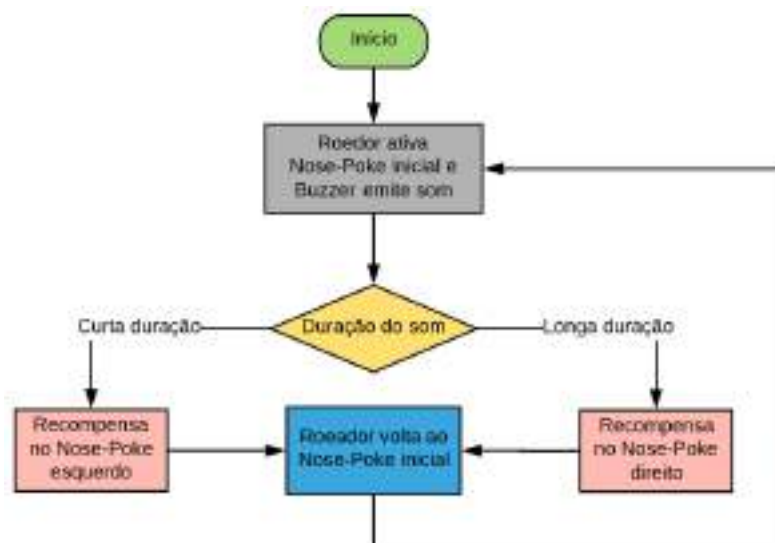 Início
Roedor ativa
Nose-Poke inicial e
Buzzer emite som
Duração do som
Curta duração
Longa duração
Recompensa
no Nose-Poke
esquerdo
Roeador volta ao
Nose-Poke inicial
Recompensa
no Nose-Poke
direito